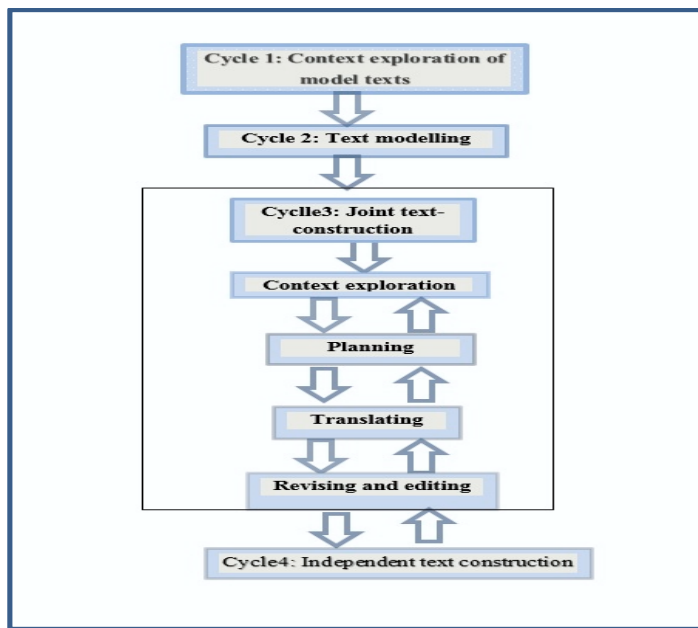 Cycle 1: Context exploration of
model texts
Cycle 2: Text modelling
Cyclle3: Joint text-
construction
Context exploration
Planning
Translating
Revising and editing
Cycle4: Independent text construction